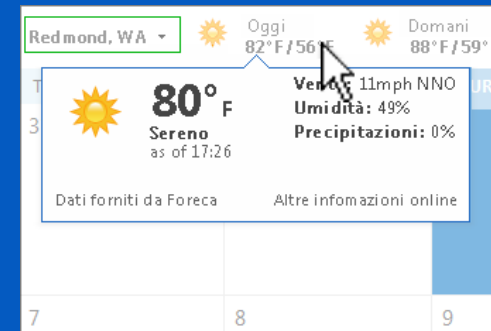 Redmond, WA
Oggi
82°F/56°F
Domani
88°F/59°
80°F
Sereno
as of 17:26
11mph NNO
Umidità: 49%
Precipitazioni: 0%
Dati forniti da Foreca
Altre infomazioni online
3
7
8
9